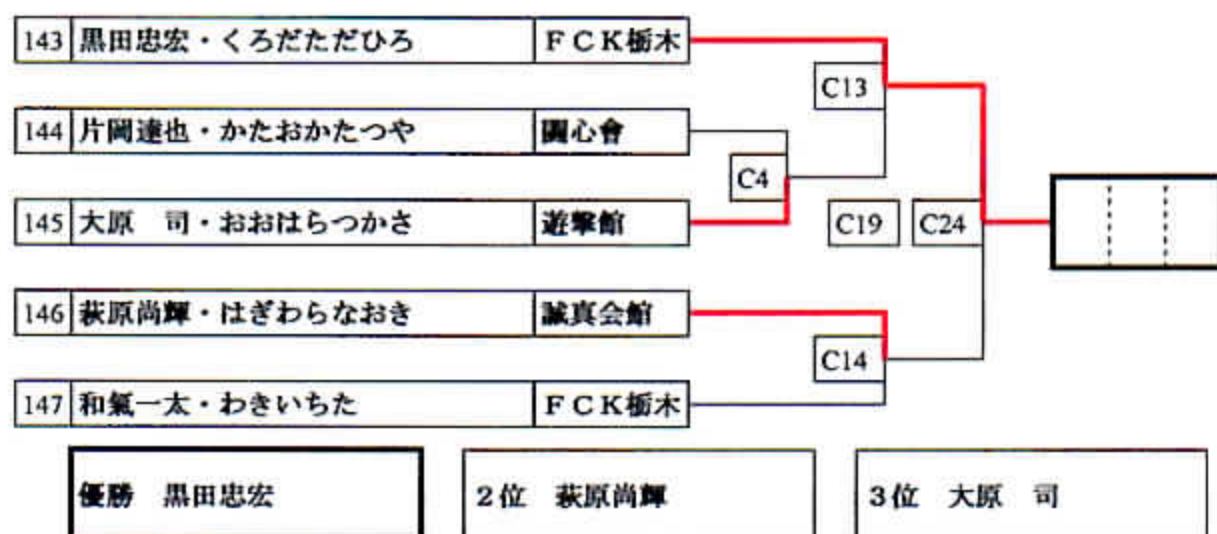 143 黒田忠宏・くろだただひろ FCK栃木
C13
144 片岡達也・かたおかたつや 圓心會
C4
145 大原 司・おおはらつかさ 遊撃館
C19 C24
146 萩原尚輝・はぎわらなおき 誠真会館
C14
147 和氣一太・わきいちた FCK栃木
優勝 黒田忠宏
2位 萩原尚輝
3位 大原 司